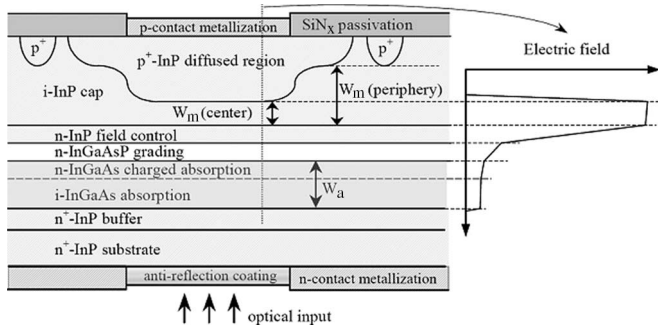 p-contact metallization
SiNx passivation
Electric field
p+
p+
p+-InP diffused region
i-InP cap
Wm(center)
Wm(periphery)
n-InP field control
n-InGaAsP grading
n-InGaAs charged absorption
Wa
i-InGaAs absorption
n+-InP buffer
n+-InP substrate
anti-reflection coating
n-contact metallization
optical input